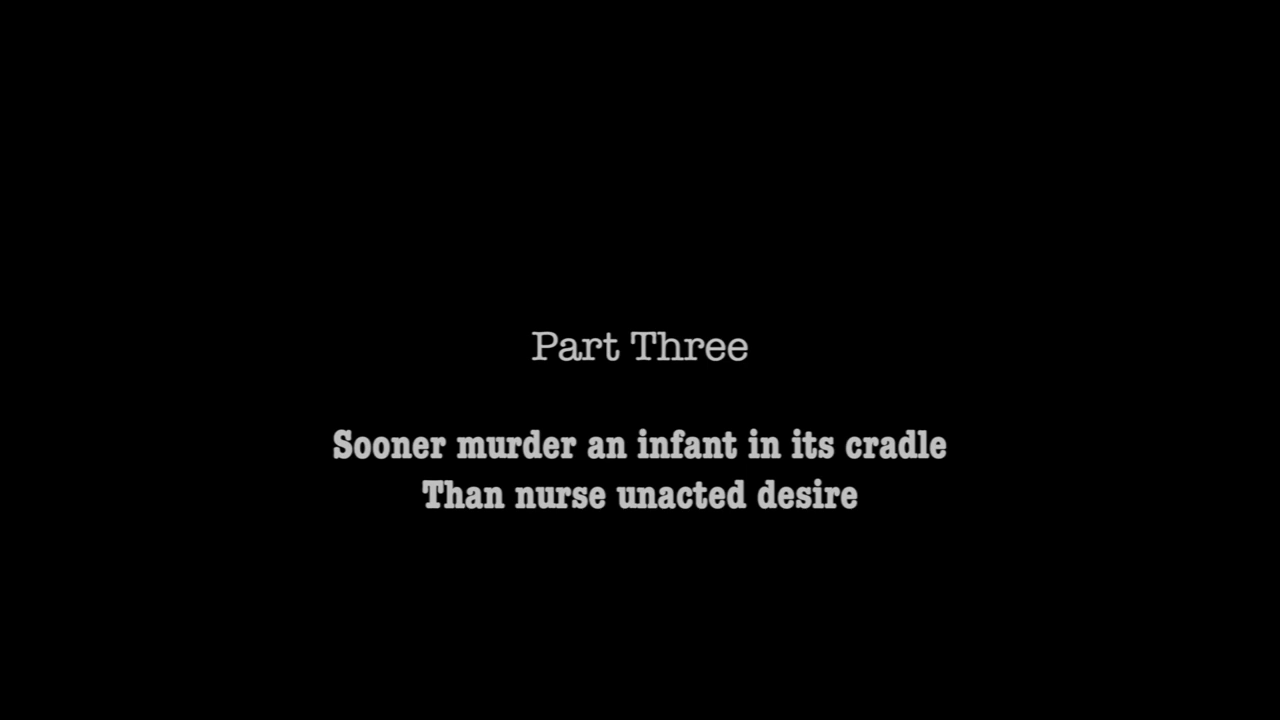 Part Three
Sooner murder an infant in its cradle
Than nurse unacted desire